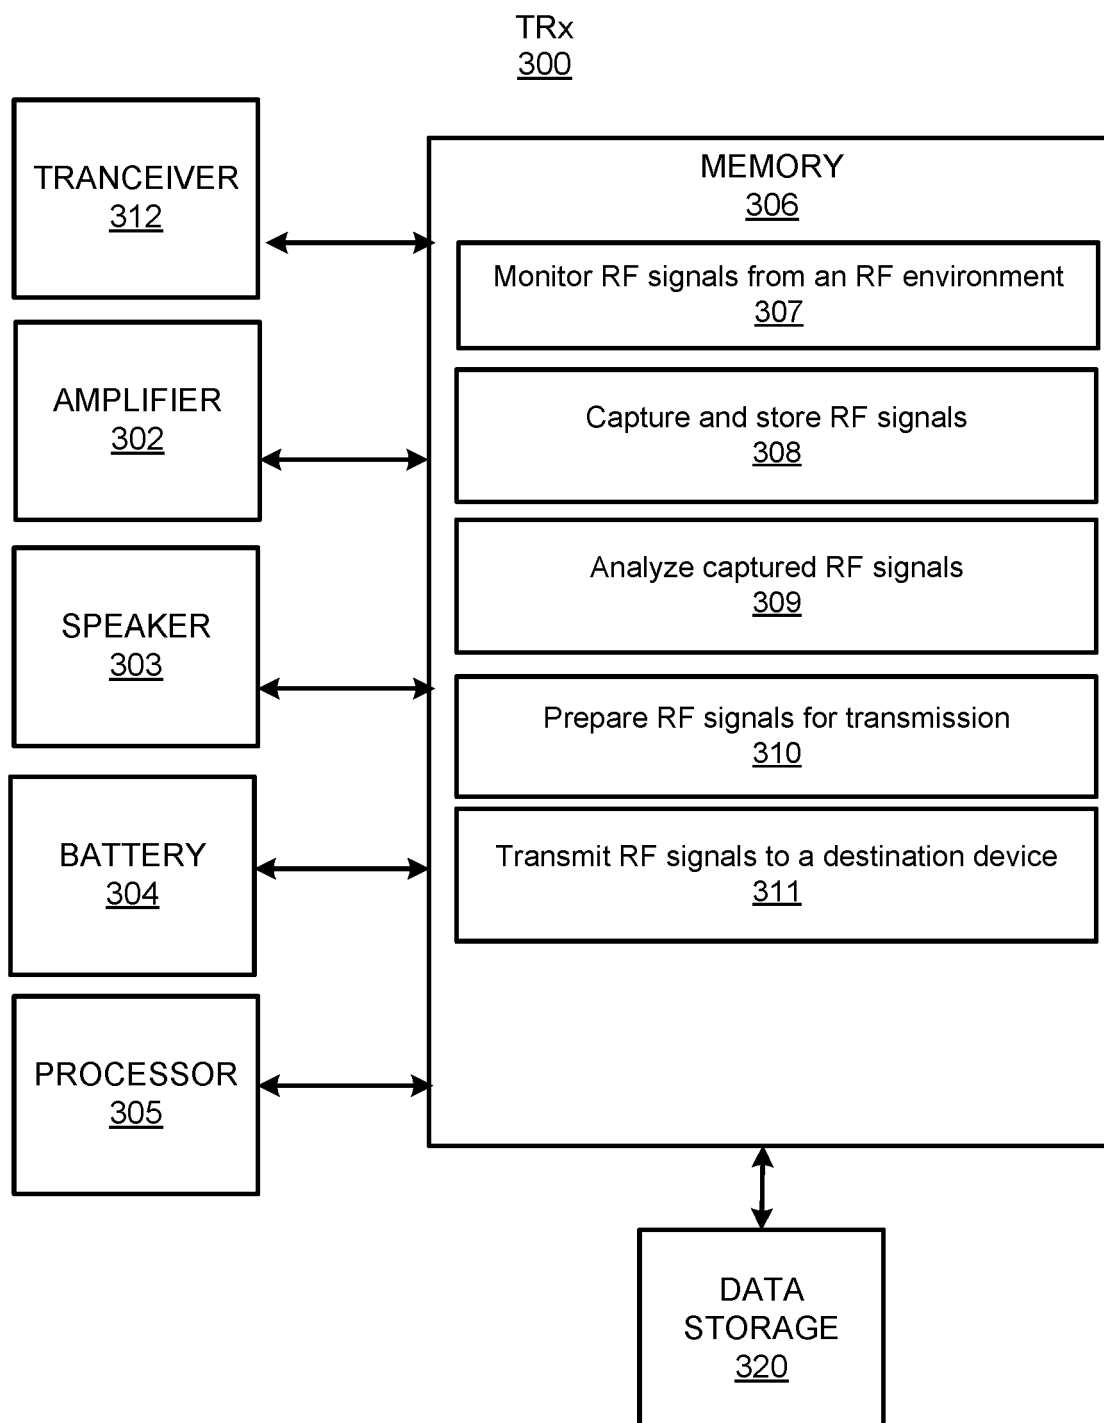 TRx
300
TRANCEIVER
312
AMPLIFIER
302
SPEAKER
303
BATTERY
304
PROCESSOR
305
MEMORY
306
Monitor RF signals from an RF environment
307
Capture and store RF signals
308
Analyze captured RF signals
309
Prepare RF signals for transmission
310
Transmit RF signals to a destination device
311
DATA
STORAGE
320